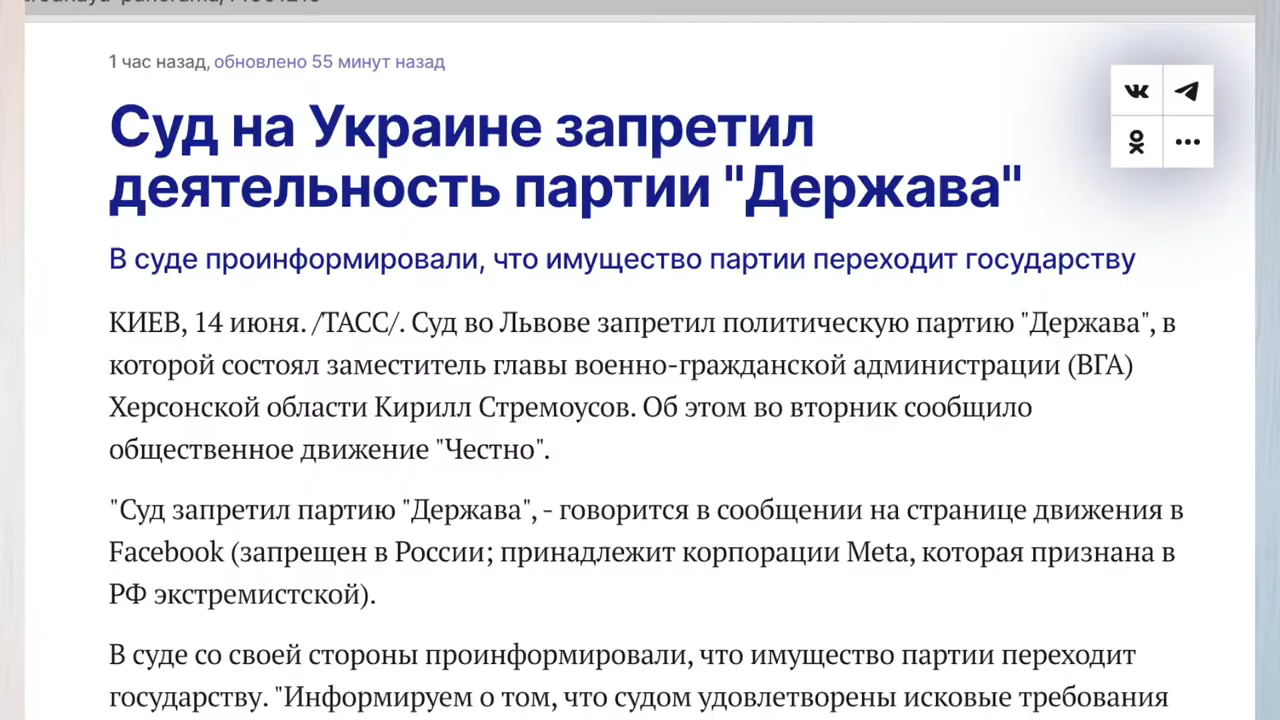 1 час назад, обновлено 55 минут назад
Суд на Украине запретил
деятельность партии "Держава"
В суде проинформировали, что имущество партии переходит государству
КИЕВ, 14 июня. /ТАСС/. Суд во Львове запретил политическую партию "Держава", в
которой состоял заместитель главы военно-гражданской администрации (ВГА)
Херсонской области Кирилл Стремоусов. Об этом во вторник сообщило
общественное движение "Честно".
"Суд запретил партию "Держава", - говорится в сообщении на странице движения в
Facebook (запрещен в России; принадлежит корпорации Meta, которая признана в
РФ экстремистской).
В суде со своей стороны проинформировали, что имущество партии переходит
государству. "Информируем о том, что судом удовлетворены исковые требования